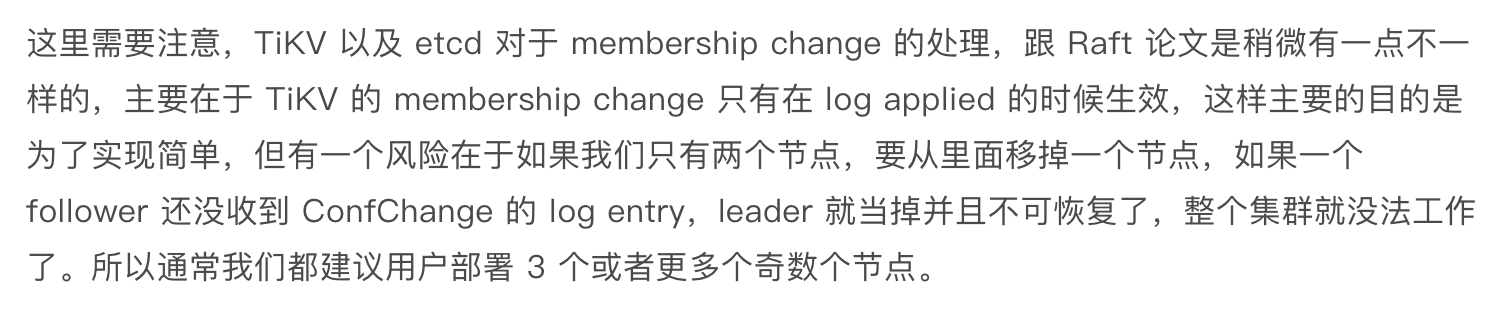 这里需要注意，TiKV 以及 etcd 对于 membership change 的处理，跟 Raft 论文是稍微有一点不一
样的，主要在于 TiKV 的 membership change 只有在 log applied 的时候生效，这样主要的目的是
为了实现简单，但有一个风险在于如果我们只有两个节点，要从里面移掉一个节点，如果一个
follower 还没收到 ConfChange 的 log entry，leader 就当掉并且不可恢复了，整个集群就没法工作
了。所以通常我们都建议用户部署 3 个或者更多个奇数个节点。